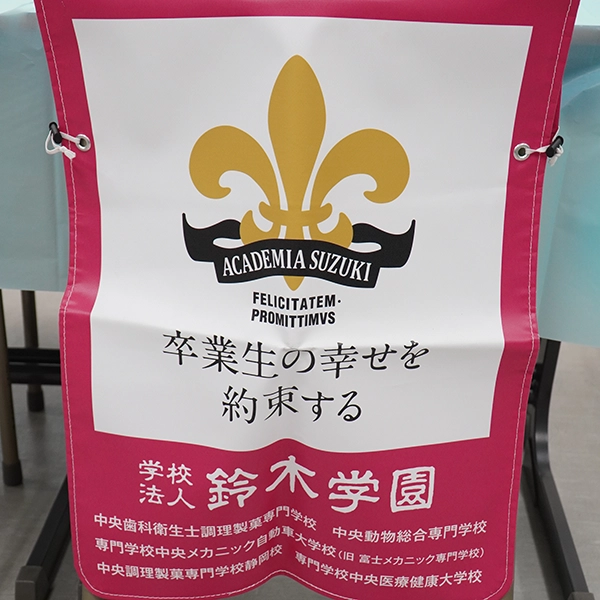 ACADEMIA SUZUKI
FELICITATEM·
PROMITTIMVS
卒業生の幸せを
約束する
学校
法人 鈴木学園
中央歯科衛生士調理製菓専門学校 中央動物総合専門学校
専門学校中央メカニック自動車大学校(旧 富士メカニック専門学校)
中央調理製菓専門学校静岡校 専門学校中央医療健康大学校